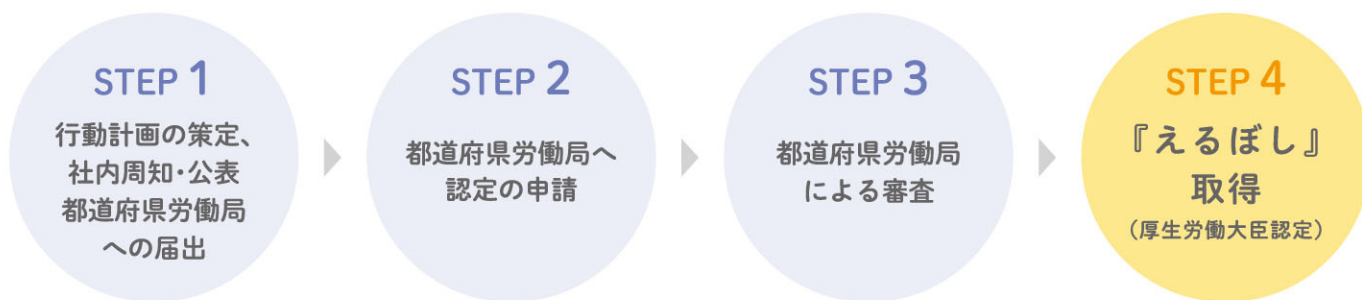 STEP 1
行動計画の策定、
社内周知・公表
都道府県労働局
への届出
STEP 2
都道府県労働局へ
認定の申請
STEP 3
都道府県労働局
による審査
STEP 4
『えるぼし』
取得
（厚生労働大臣認定）